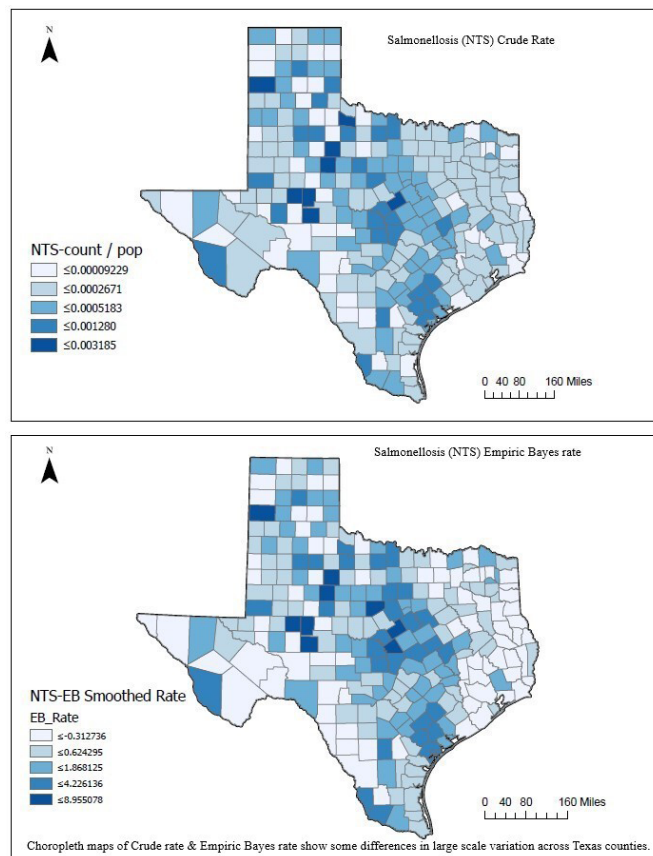 N
Salmonellosis (NTS) Crude Rate
NTS-count / pop
≤0.00009229
≤0.0002671
≤0.0005183
≤0.001280
≤0.003185
0 40 80 160 Miles
N
Salmonellosis (NTS) Empiric Bayes rate
NTS-EB Smoothed Rate
EB_Rate
≤-0.312736
≤0.624295
≤1.868125
≤4.226136
≤8.955078
0 40 80 160 Miles
Choropleth maps of Crude rate & Empiric Bayes rate show some differences in large scale variation across Texas counties.